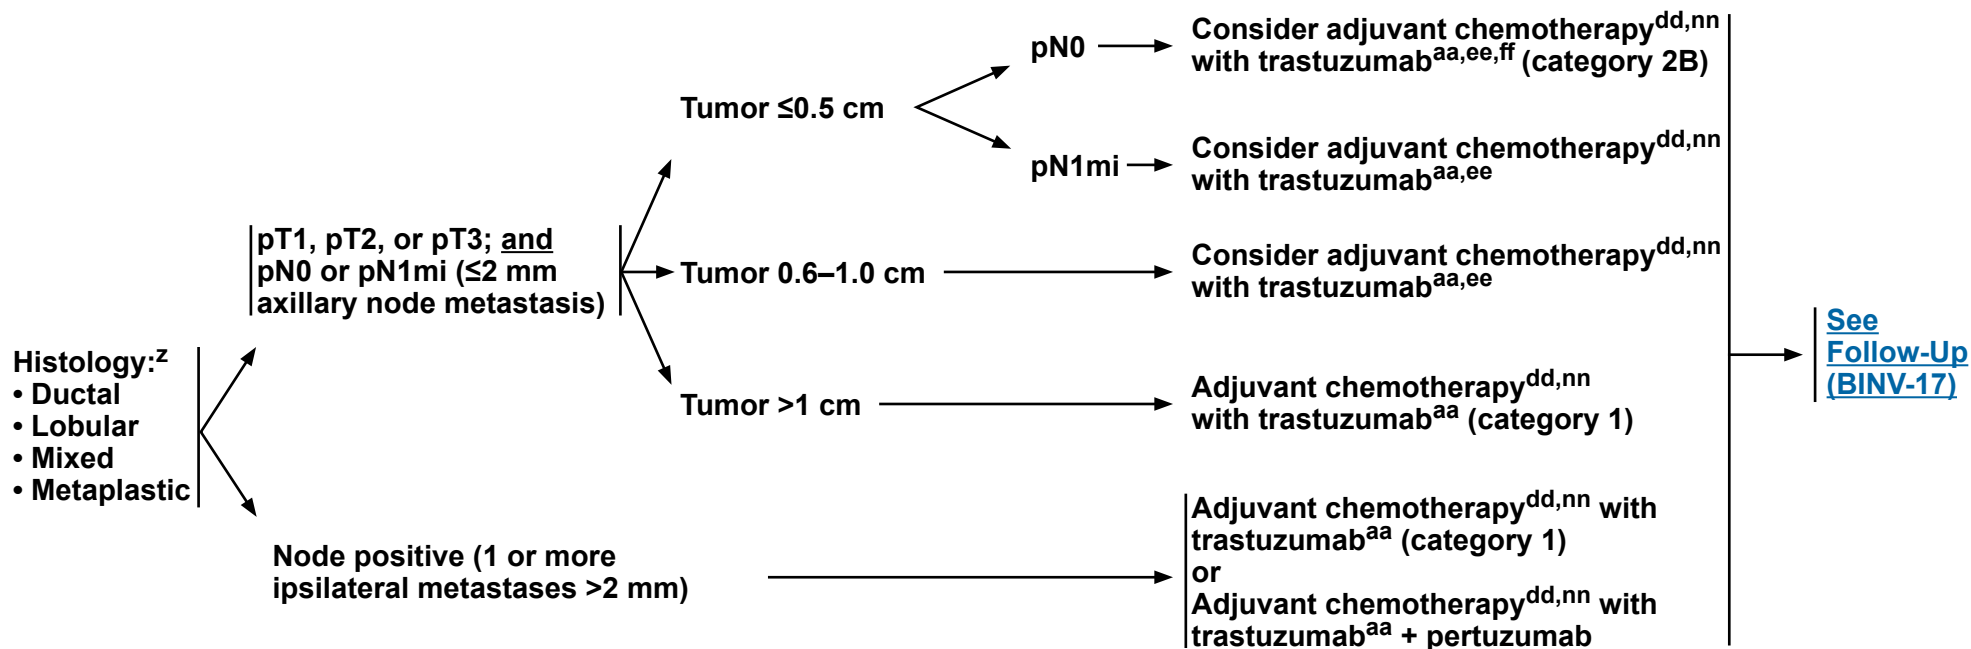 Histology:z
• Ductal
• Lobular
• Mixed
• Metaplastic
pT1, pT2, or pT3; and
pN0 or pN1mi (≤2 mm
axillary node metastasis)
Tumor ≤0.5 cm
pN0
Consider adjuvant chemotherapydd,nn
with trastuzumabaa,ee,ff (category 2B)
pN1mi
Consider adjuvant chemotherapydd,nn
with trastuzumabaa,ee
Tumor 0.6–1.0 cm
Consider adjuvant chemotherapydd,nn
with trastuzumabaa,ee
Tumor >1 cm
Adjuvant chemotherapydd,nn
with trastuzumabaa (category 1)
Node positive (1 or more
ipsilateral metastases >2 mm)
Adjuvant chemotherapydd,nn with
trastuzumabaa (category 1)
or
Adjuvant chemotherapydd,nn with
trastuzumabaa + pertuzumab
See
Follow-Up
(BINV-17)